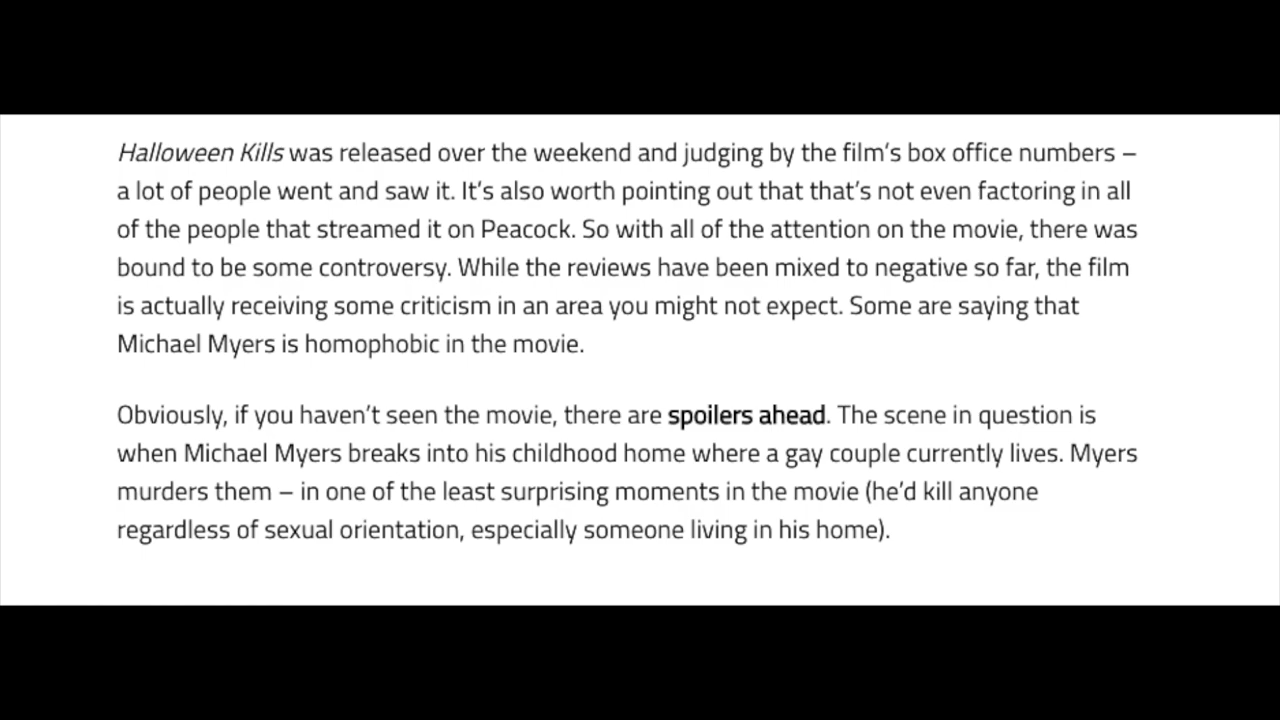 Halloween Kills was released over the weekend and judging by the film's box office numbers –
a lot of people went and saw it. It's also worth pointing out that that's not even factoring in all
of the people that streamed it on Peacock. So with all of the attention on the movie, there was
bound to be some controversy. While the reviews have been mixed to negative so far, the film
is actually receiving some criticism in an area you might not expect. Some are saying that
Michael Myers is homophobic in the movie.
Obviously, if you haven't seen the movie, there are spoilers ahead. The scene in question is
when Michael Myers breaks into his childhood home where a gay couple currently lives. Myers
murders them – in one of the least surprising moments in the movie (he'd kill anyone
regardless of sexual orientation, especially someone living in his home).